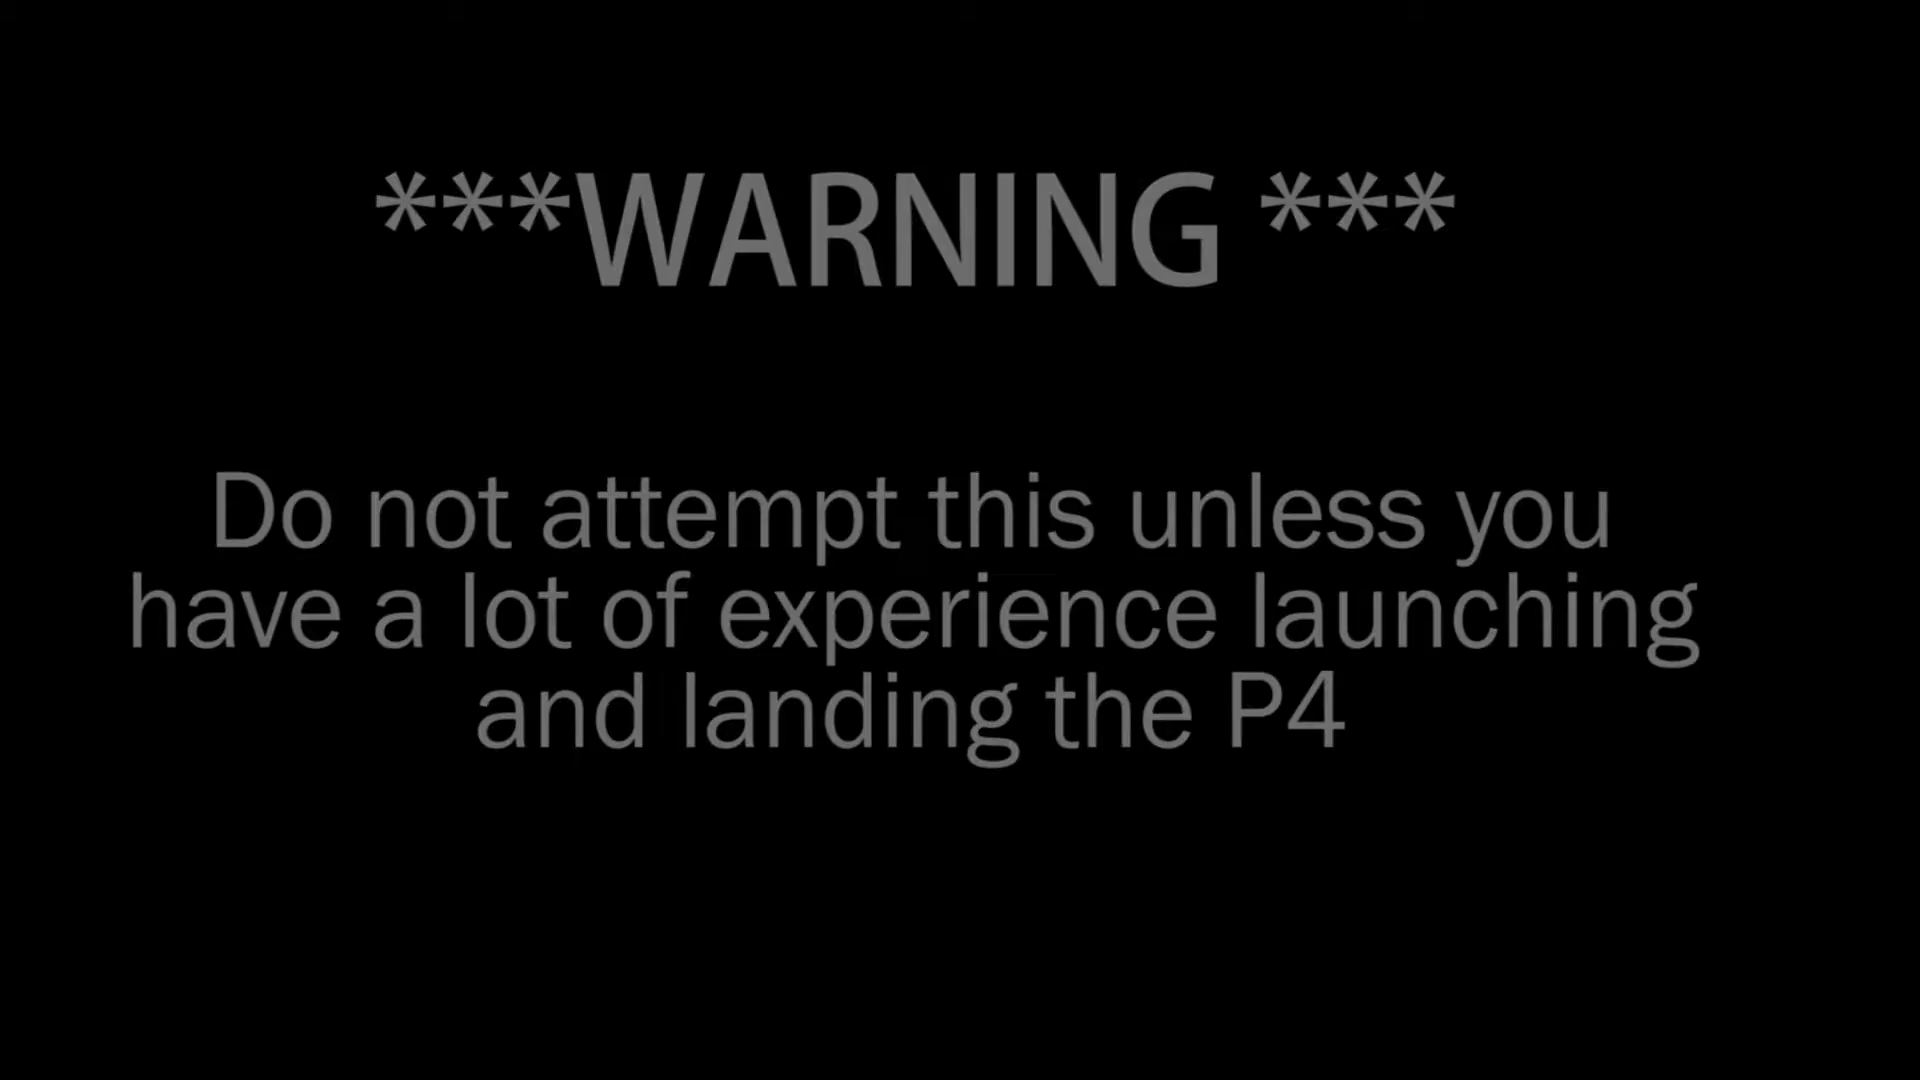 ***WARNING ***
Do not attempt this unless you
have a lot of experience launching
and landing the P4